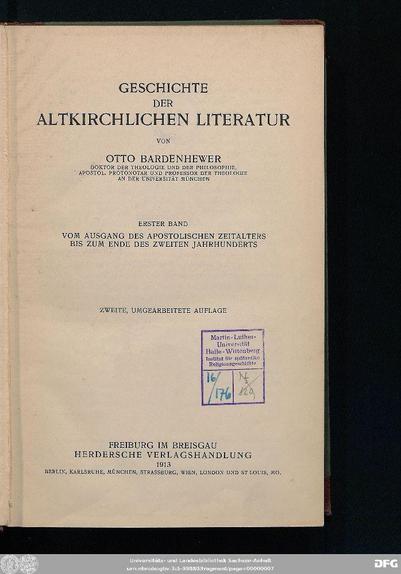 GESCHICHTE
DER
ALTKIRCHLICHEN LITERATUR
VON
OTTO BARDENHEWER
DOKTOR DER THEOLOGIE UND DER PHILOSOPHIE,
APOSTOL. PROTONOTAR UND PROFESSOR DER THEOLOGIE
AN DER UNIVERSITÄT MÜNCHEN
ERSTER BAND
VOM AUSGANG DES APOSTOLISCHEN ZEITALTERS
BIS ZUM ENDE DES ZWEITEN JAHRHUNDERTS
ZWEITE, UMGEARBEITETE AUFLAGE
Martin-Luther-
Universität
Halle-Wittenberg
Institut für
Religionsgeschichte
16/
176
FREIBURG IM BREISGAU
HERDERSCHE VERLAGSHANDLUNG
1913
BERLIN, KARLSRUHE, MÜNCHEN, STRASSBURG, WIEN, LONDON UND ST LOUIS, MO.
Universitäts- und Landesbibliothek Sachsen-Anhalt
DFG